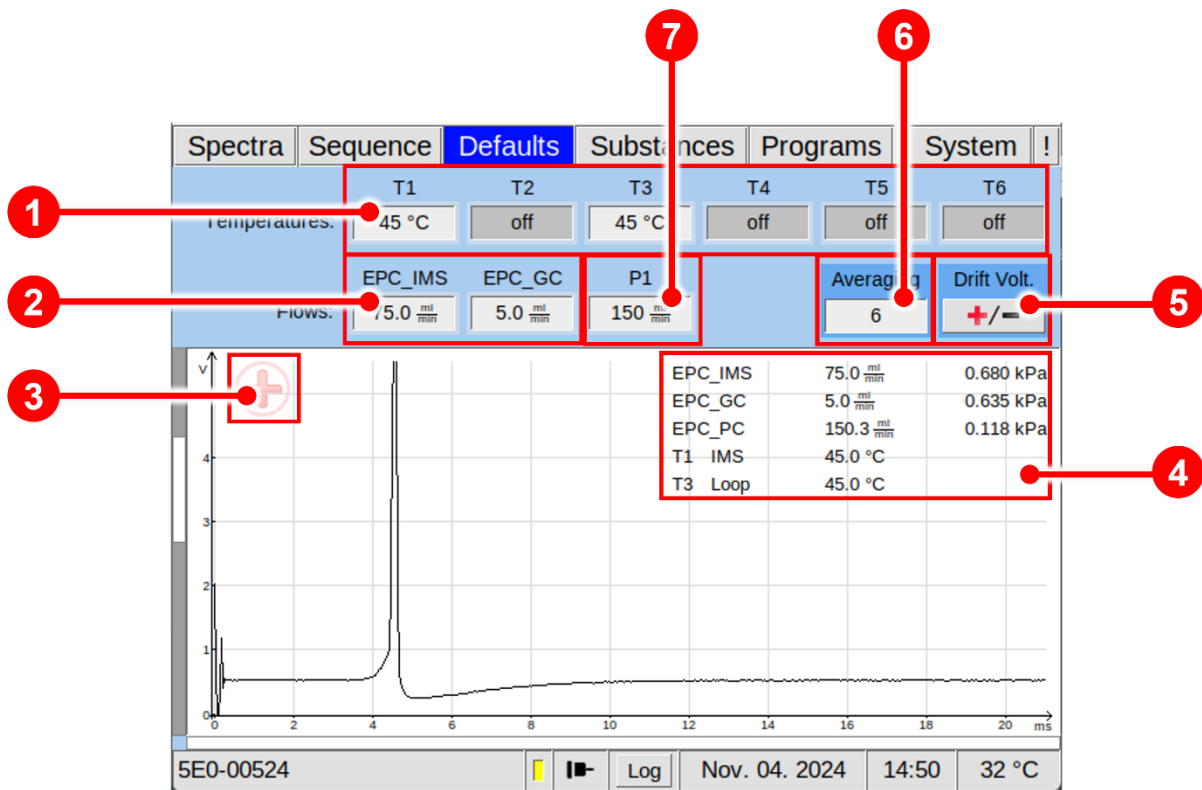 7 6
Spectra Sequence Defaults Substances Programs System !
T1 T2 T3 T4 T5 T6
1 Temperatures: 45 °C off 45 °C off off off
EPC_IMS EPC_GC P1 Averaging Drift Volt.
2 Flows: 75.0 ml/min 5.0 ml/min 150 ml/min 6 +/- 5
V
3
EPC_IMS 75.0 ml/min 0.680 kPa
EPC_GC 5.0 ml/min 0.635 kPa
EPC_PC 150.3 ml/min 0.118 kPa
T1 IMS 45.0 °C
T3 Loop 45.0 °C
4
4
3
2
1
0
0 2 4 6 8 10 12 14 16 18 20 ms
5E0-00524 Log Nov. 04. 2024 14:50 32 °C